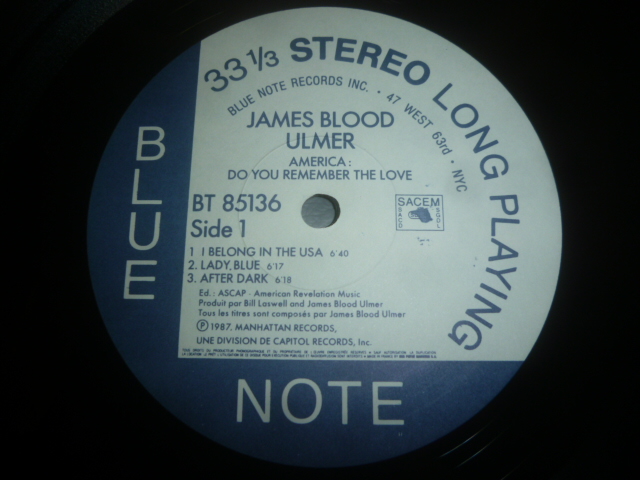 33 1/3 STEREO LONG PLAYING
BLUE NOTE RECORDS INC. · 47 WEST 63rd · NYC
JAMES BLOOD
ULMER
AMERICA :
DO YOU REMEMBER THE LOVE
BT 85136
Side 1
SACEM
SACD
SDRM
1 I BELONG IN THE USA 6'40
2. LADY BLUE 6'17
3. AFTER DARK 6'18
Ed. : ASCAP - American Revelation Music
Produit par Bill Laswell and James Blood Ulmer
Tous les titres sont composés par James Blood Ulmer
Ⓟ 1987, MANHATTAN RECORDS,
UNE DIVISION DE CAPITOL RECORDS, Inc.
BLUE
NOTE